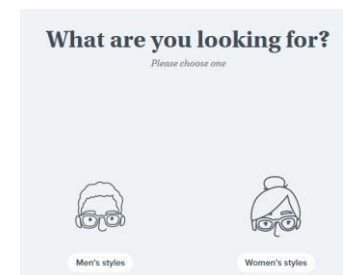 What are you looking for?
Please choose one
Men's styles
Women's styles